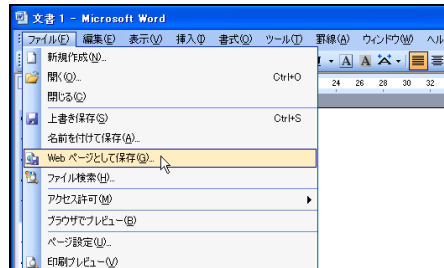 文書 1 - Microsoft Word
ファイル(F) 編集(E) 表示(V) 挿入(I) 書式(O) ツール(T) 罫線(A) ウィンドウ(W) ヘル
新規作成(N)...
開く(O)... Ctrl+O
24 26 28 30 32
閉じる(C)
上書き保存(S) Ctrl+S
名前を付けて保存(A)...
Web ページとして保存(G)...
ファイル検索(H)...
アクセス許可(M)
ブラウザでプレビュー(B)
ページ設定(U)...
印刷プレビュー(V)